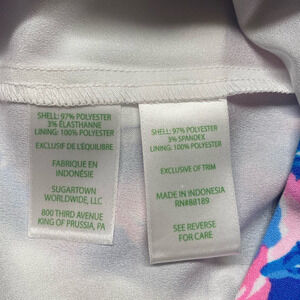 SHELL: 97% POLYESTER
3% ÉLASTHANNE
LINING: 100% POLYESTER
EXCLUSIF DE L'ÉQUILIBRE
FABRIQUE EN
INDONÉSIE
SUGARTOWN
WORLDWIDE, LLC
800 THIRD AVENUE
KING OF PRUSSIA, PA
SHELL: 97% POLYESTER
3% SPANDEX
LINING: 100% POLYESTER
EXCLUSIVE OF TRIM
MADE IN INDONESIA
RN#88189
SEE REVERSE
FOR CARE